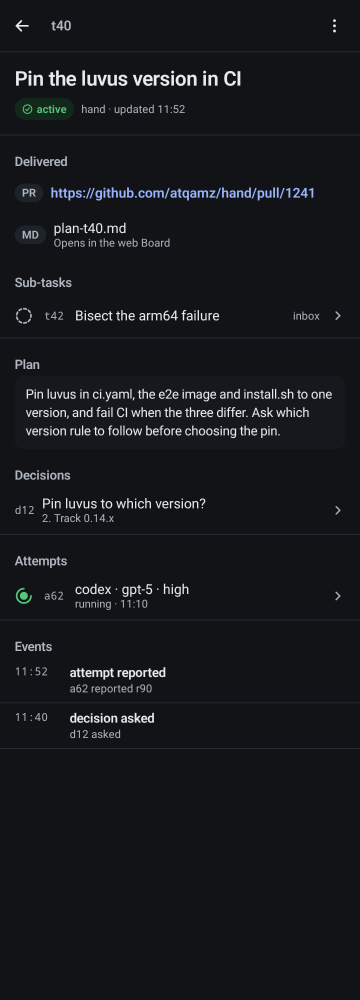 t40
Pin the luvus version in CI
active
hand · updated 11:52
Delivered
PR https://github.com/atqamz/hand/pull/1241
MD plan-t40.md
Opens in the web Board
Sub-tasks
t42 Bisect the arm64 failure inbox
Plan
Pin luvus in ci.yaml, the e2e image and install.sh to one
version, and fail CI when the three differ. Ask which
version rule to follow before choosing the pin.
Decisions
d12 Pin luvus to which version?
2. Track 0.14.x
Attempts
a62 codex · gpt-5 · high
running · 11:10
Events
11:52 attempt reported
a62 reported r90
11:40 decision asked
d12 asked